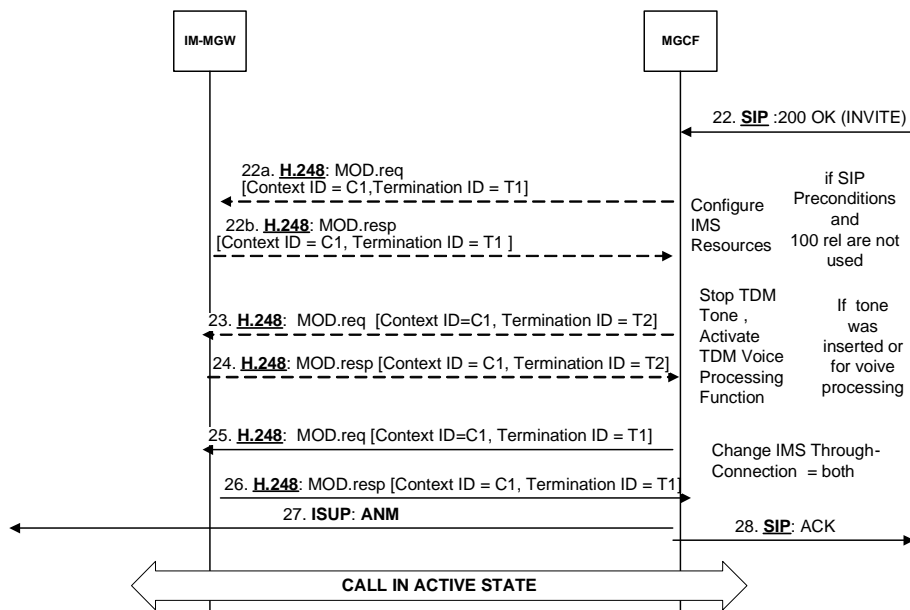 IM-MGW
MGCF
22. SIP :200 OK (INVITE)
22a. H.248: MOD.req
[Context ID = C1,Termination ID = T1]
22b. H.248: MOD.resp
[Context ID = C1, Termination ID = T1 ]
Configure
IMS
Resources
if SIP
Preconditions
and
100 rel are not
used
23. H.248:  MOD.req  [Context ID=C1, Termination ID = T2]
24. H.248: MOD.resp [Context ID = C1, Termination ID = T2]
Stop TDM
Tone ,
Activate
TDM Voice
Processing
Function
If  tone
was
inserted or
for voive
processing
25. H.248:  MOD.req [Context ID=C1, Termination ID = T1]
26. H.248: MOD.resp [Context ID = C1, Termination ID = T1]
Change IMS Through-
Connection  = both
27. ISUP: ANM
28. SIP: ACK
CALL IN ACTIVE STATE